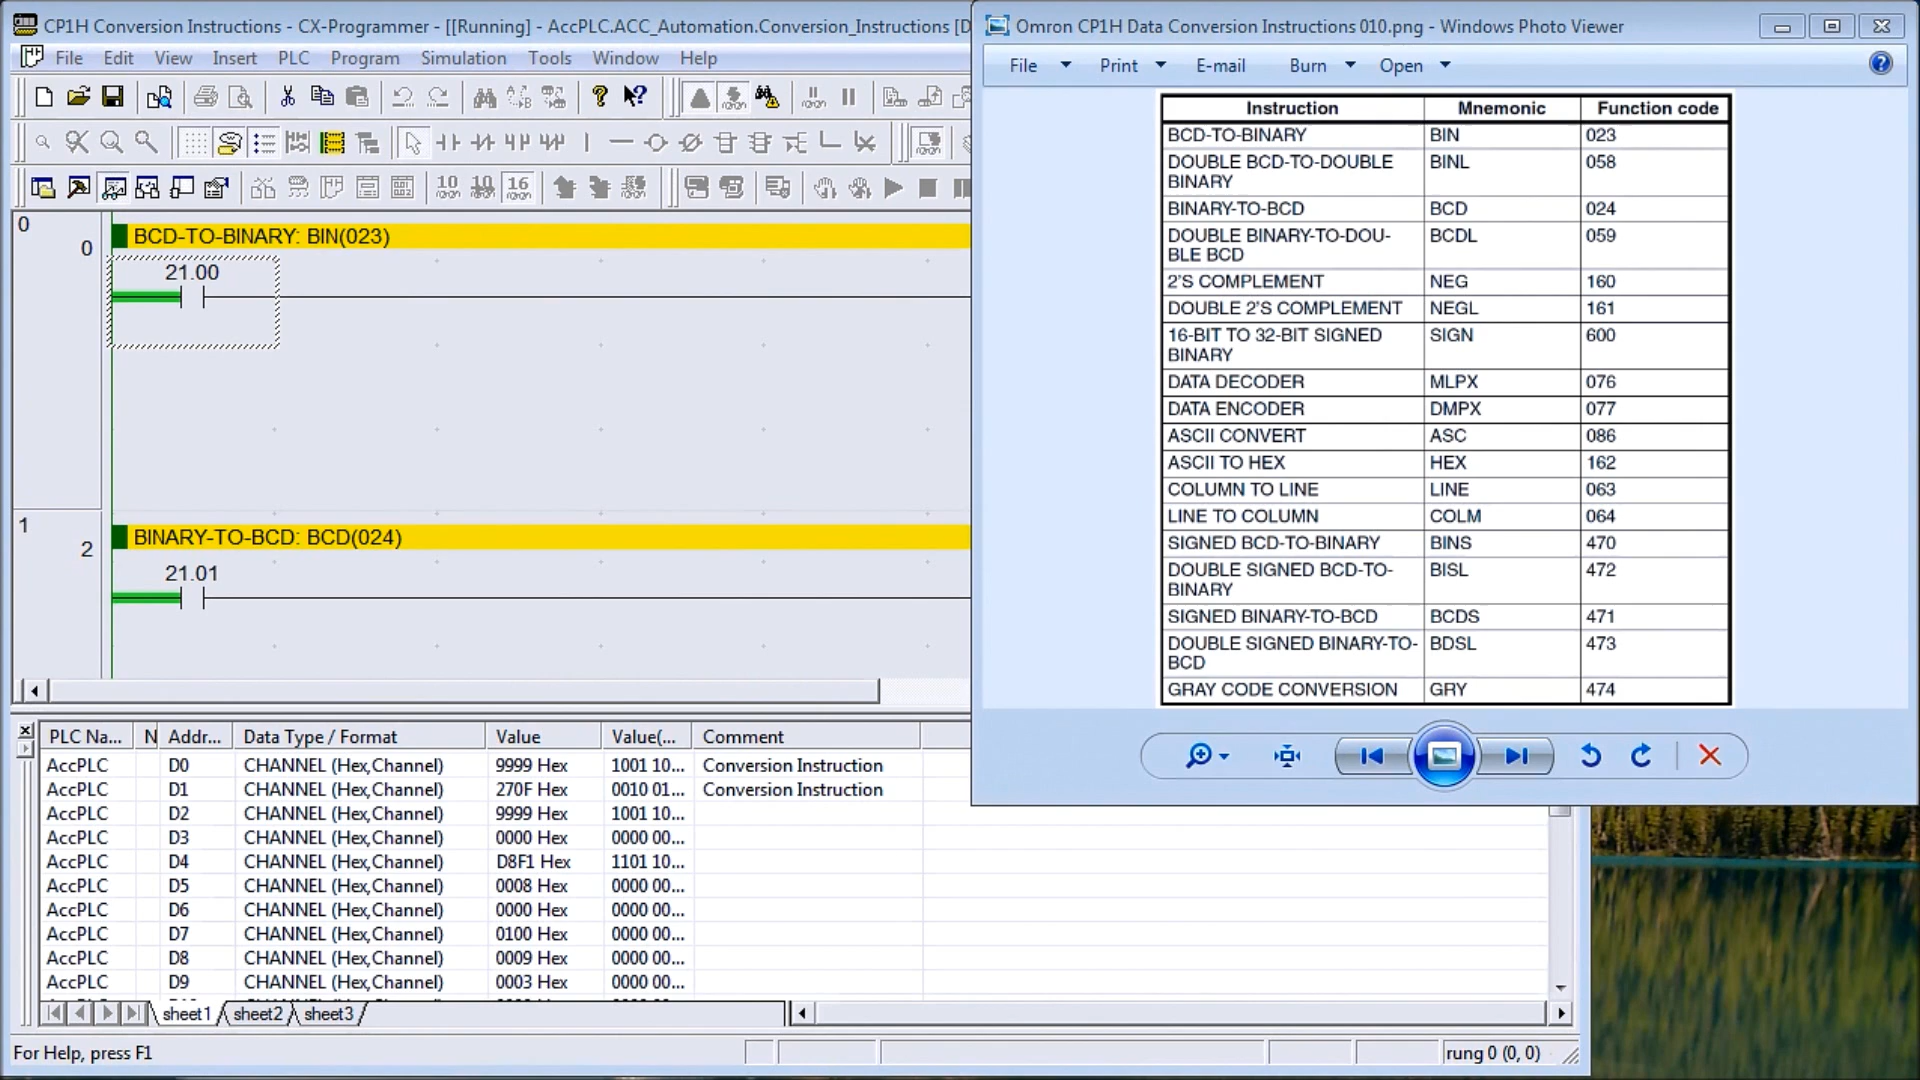 CP1H Conversion Instructions - CX-Programmer - [[Running] - AccPLC.ACC_Automation.Conversion_Instructions [D
File Edit View Insert PLC Program Simulation Tools Window Help
10 10 16
0
0
BCD-TO-BINARY: BIN(023)
21.00
1
2
BINARY-TO-BCD: BCD(024)
21.01
PLC Na... N Addr... Data Type / Format Value Value(... Comment
AccPLC D0 CHANNEL (Hex,Channel) 9999 Hex 1001 10... Conversion Instruction
AccPLC D1 CHANNEL (Hex,Channel) 270F Hex 0010 01... Conversion Instruction
AccPLC D2 CHANNEL (Hex,Channel) 9999 Hex 1001 10...
AccPLC D3 CHANNEL (Hex,Channel) 0000 Hex 0000 00...
AccPLC D4 CHANNEL (Hex,Channel) D8F1 Hex 1101 10...
AccPLC D5 CHANNEL (Hex,Channel) 0008 Hex 0000 00...
AccPLC D6 CHANNEL (Hex,Channel) 0000 Hex 0000 00...
AccPLC D7 CHANNEL (Hex,Channel) 0100 Hex 0000 00...
AccPLC D8 CHANNEL (Hex,Channel) 0009 Hex 0000 00...
AccPLC D9 CHANNEL (Hex,Channel) 0003 Hex 0000 00...
sheet1 sheet2 sheet3
For Help, press F1
rung 0 (0, 0)
Omron CP1H Data Conversion Instructions 010.png - Windows Photo Viewer
File Print E-mail Burn Open
Instruction Mnemonic Function code
BCD-TO-BINARY BIN 023
DOUBLE BCD-TO-DOUBLE BINL 058
BINARY
BINARY-TO-BCD BCD 024
DOUBLE BINARY-TO-DOU- BCDL 059
BLE BCD
2'S COMPLEMENT NEG 160
DOUBLE 2'S COMPLEMENT NEGL 161
16-BIT TO 32-BIT SIGNED SIGN 600
BINARY
DATA DECODER MLPX 076
DATA ENCODER DMPX 077
ASCII CONVERT ASC 086
ASCII TO HEX HEX 162
COLUMN TO LINE LINE 063
LINE TO COLUMN COLM 064
SIGNED BCD-TO-BINARY BINS 470
DOUBLE SIGNED BCD-TO- BISL 472
BINARY
SIGNED BINARY-TO-BCD BCDS 471
DOUBLE SIGNED BINARY-TO- BDSL 473
BCD
GRAY CODE CONVERSION GRY 474